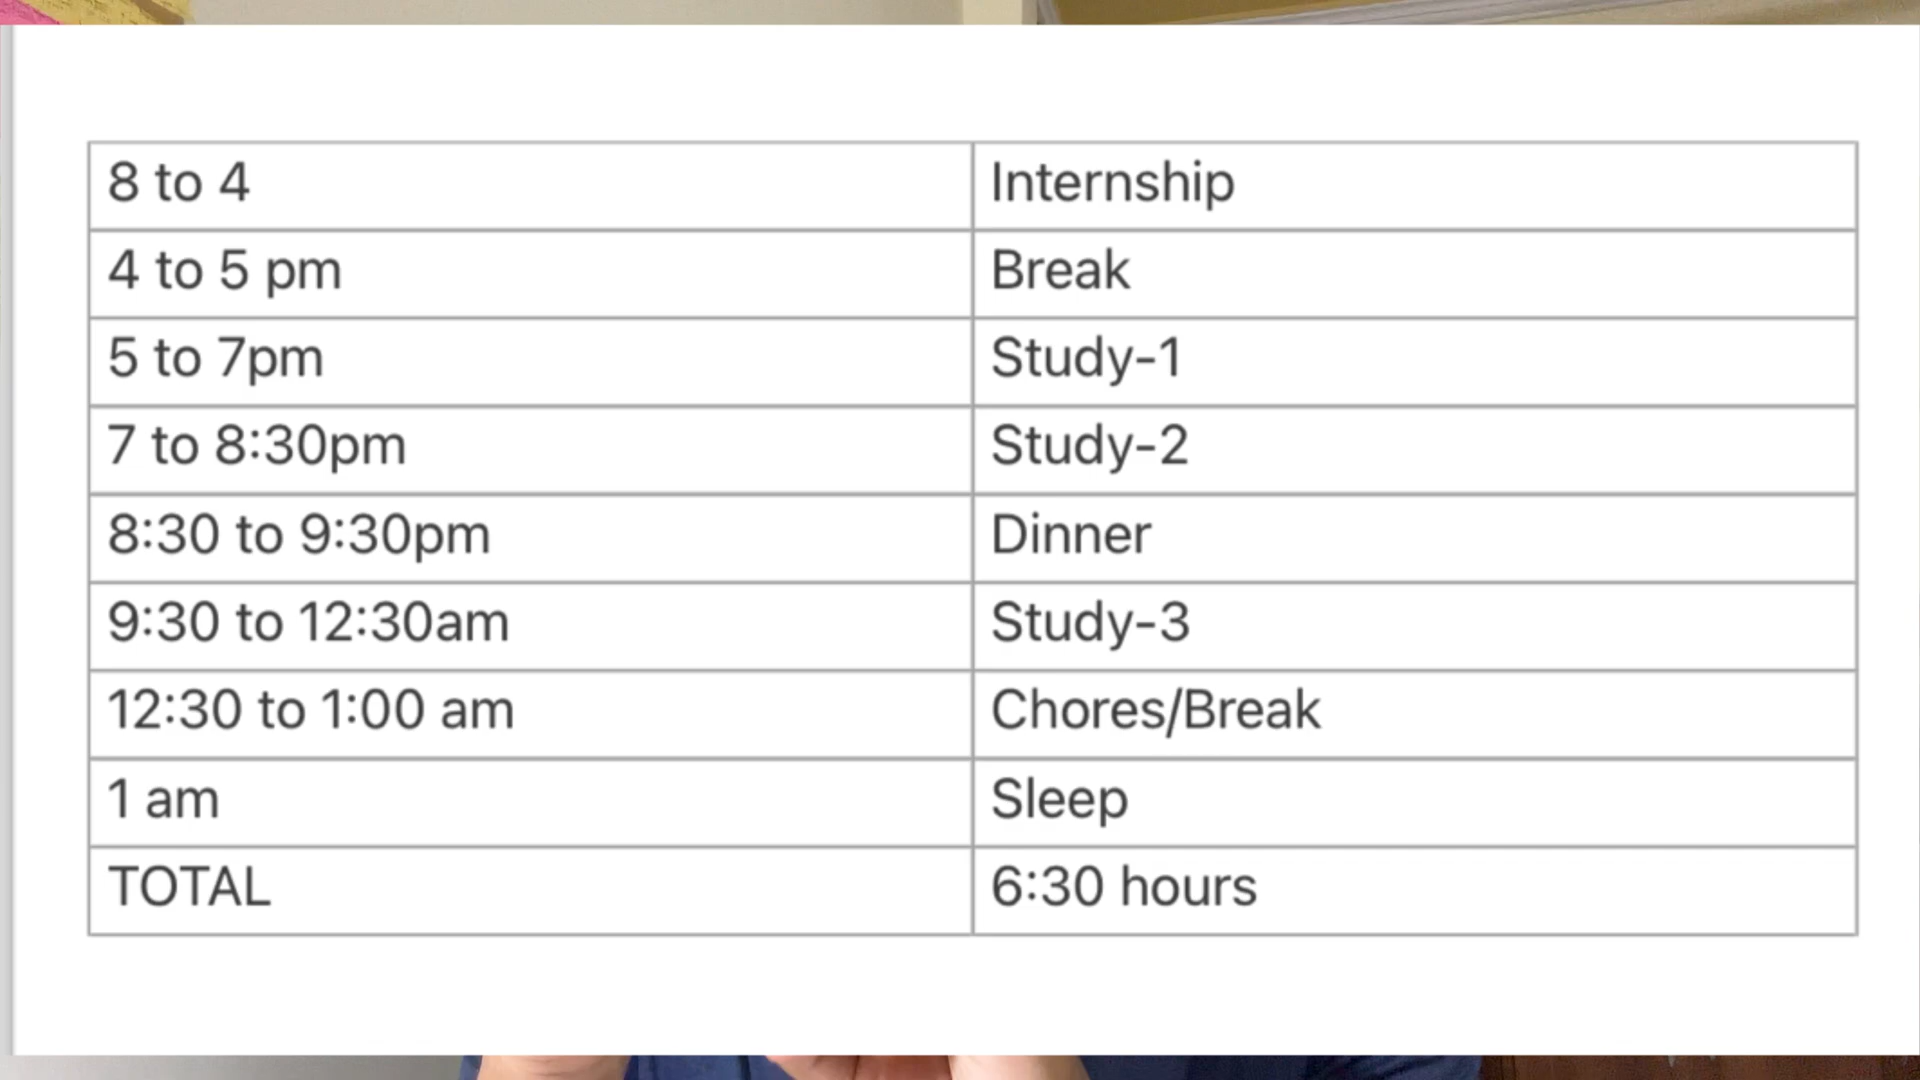 8 to 4 Internship
4 to 5 pm Break
5 to 7pm Study-1
7 to 8:30pm Study-2
8:30 to 9:30pm Dinner
9:30 to 12:30am Study-3
12:30 to 1:00 am Chores/Break
1 am Sleep
TOTAL 6:30 hours